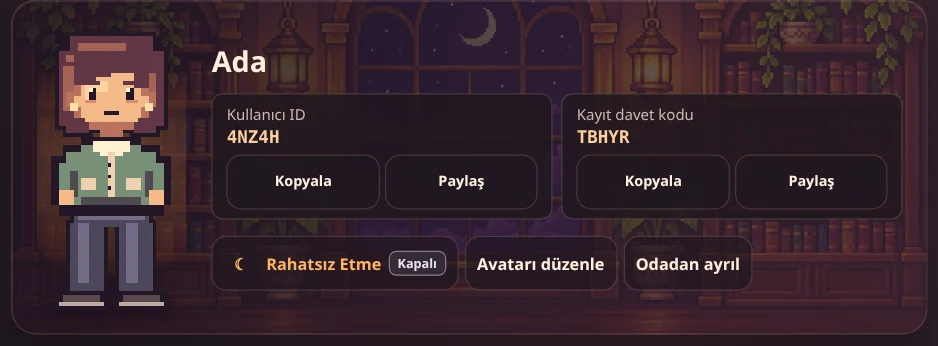 Ada
Kullanıcı ID
4NZ4H
Kopyala
Paylaş
Kayıt davet kodu
TBHYR
Kopyala
Paylaş
Rahatsız Etme
Kapalı
Avatarı düzenle
Odadan ayrıl